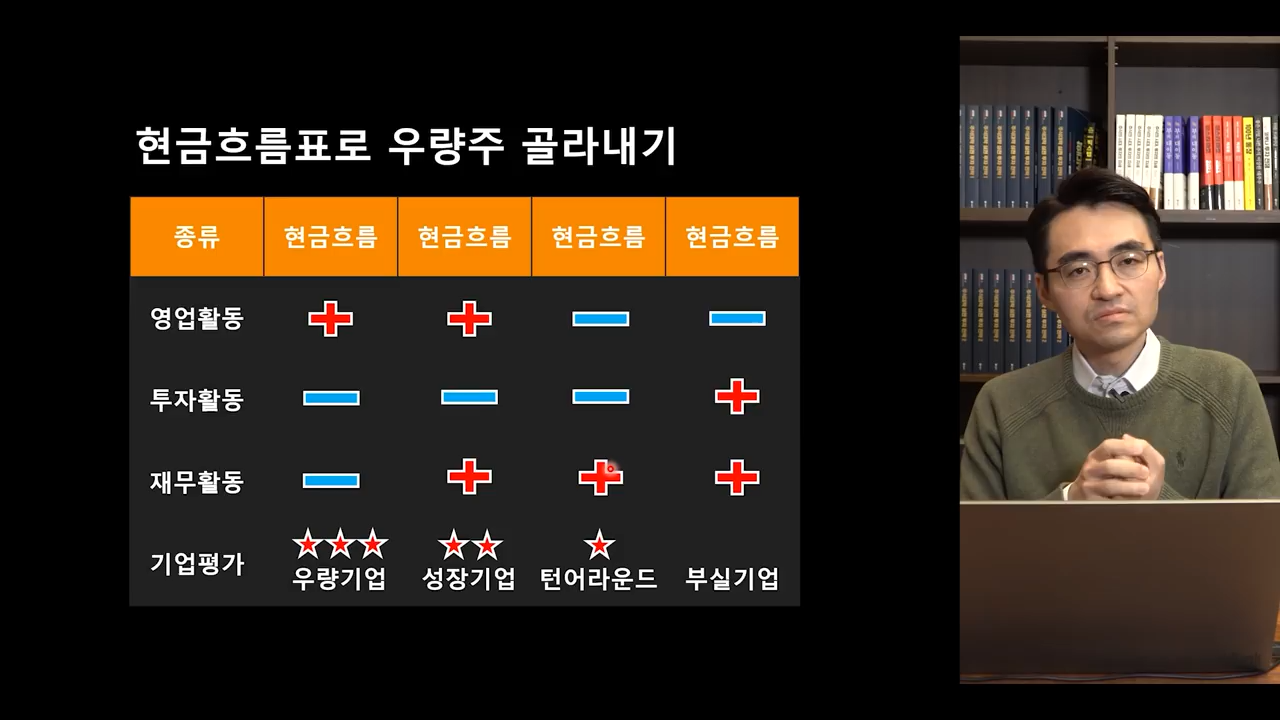 현금흐름표로 우량주 골라내기
종류 현금흐름 현금흐름 현금흐름 현금흐름
영업활동
투자활동
재무활동
기업평가
우량기업 성장기업 턴어라운드 부실기업